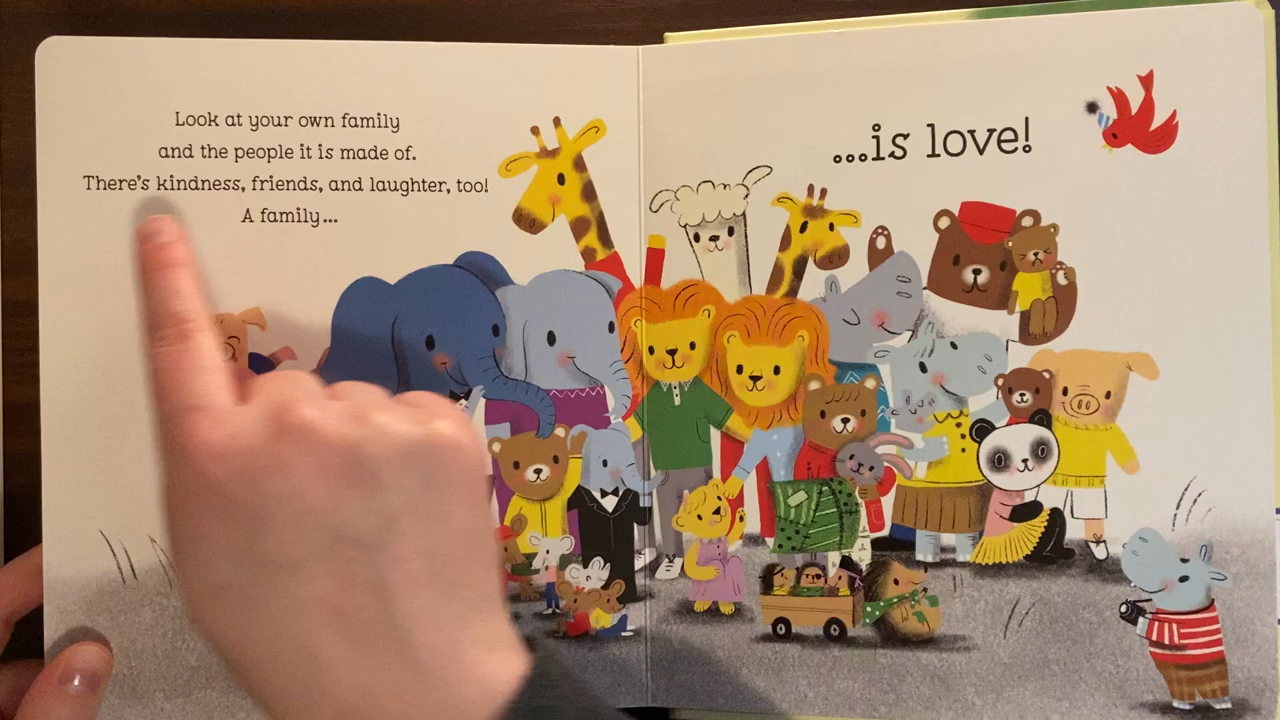 Look at your own family
and the people it is made of.
There's kindness, friends, and laughter, too!
A family...
...is love!